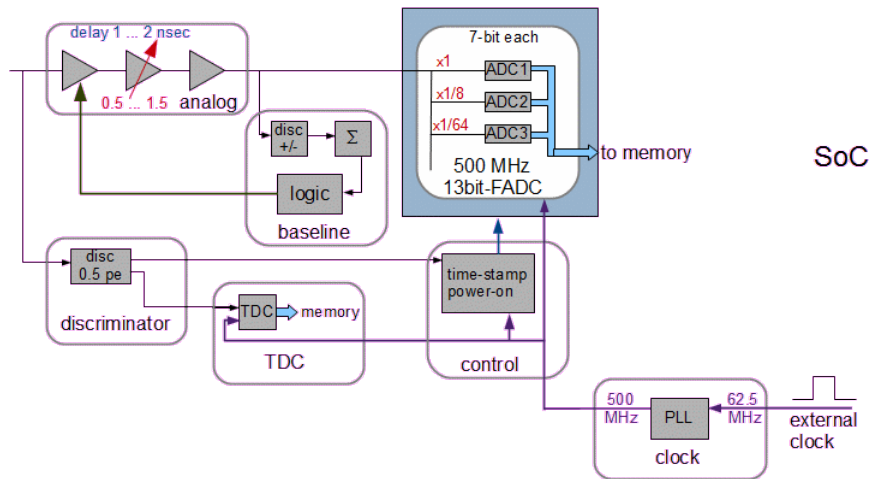 delay 1 ... 2 nsec
0.5 ... 1.5
analog
7-bit each
x1
ADC1
x1/8
ADC2
x1/64
ADC3
500 MHz
13bit-FADC
to memory
SoC
disc
+/-
Σ
logic
baseline
disc
0.5 pe
discriminator
TDC
memory
TDC
time-stamp
power-on
control
500
MHz
PLL
62.5
MHz
clock
external
clock